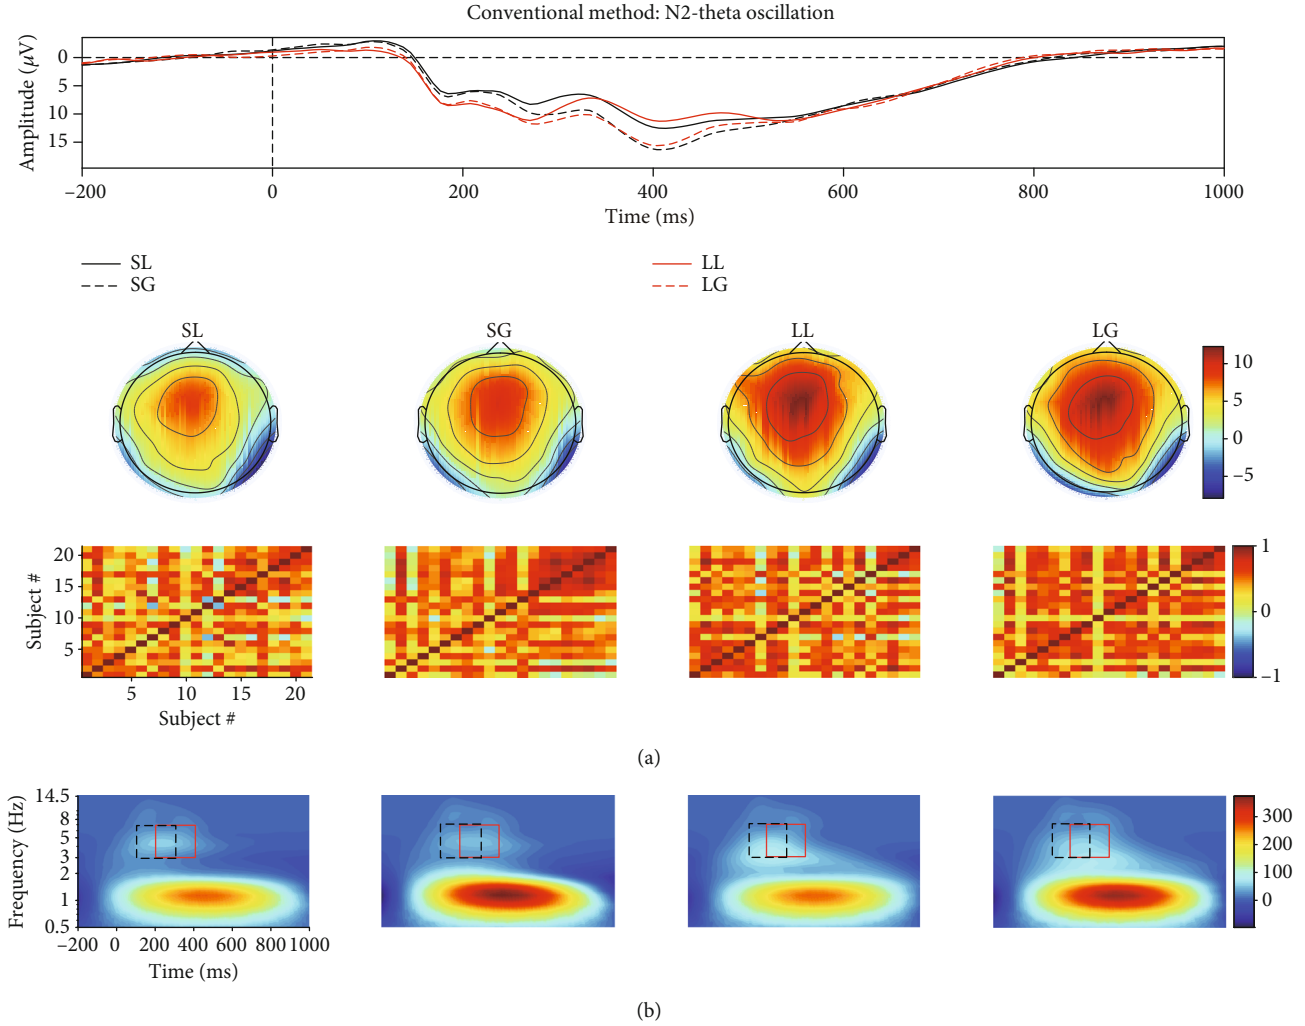 Conventional method: N2-theta oscillation
Amplitude (μV)
0
5
10
15
−200 0 200 400 600 800 1000
Time (ms)
SL
SG
LL
LG
SL SG LL LG
10
5
0
−5
Subject #
20
15
10
5
5 10 15 20
Subject #
1
0
−1
(a)
Frequency (Hz)
14.5
8
5
3
2
1
0.5
−200 0 200 400 600 800 1000
Time (ms)
300
200
100
0
(b)